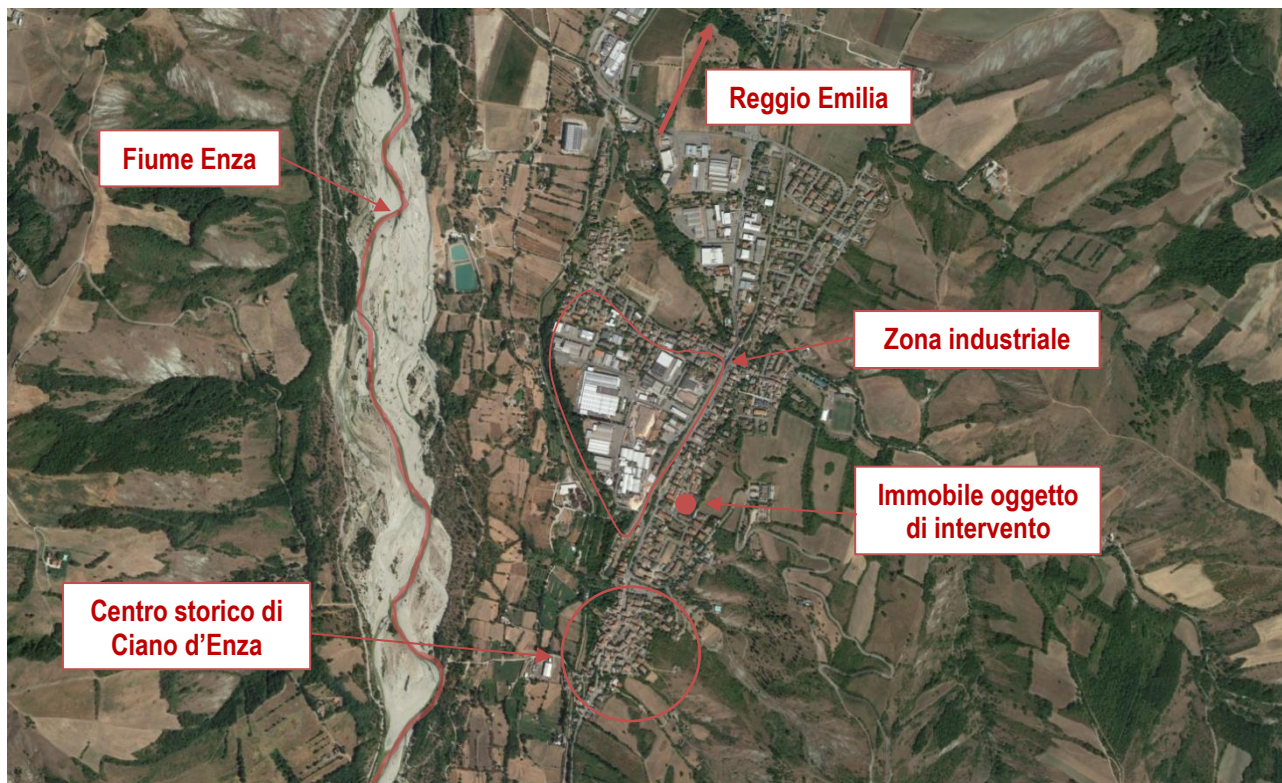 Reggio Emilia
Fiume Enza
Zona industriale
Immobile oggetto
di intervento
Centro storico di
Ciano d’Enza